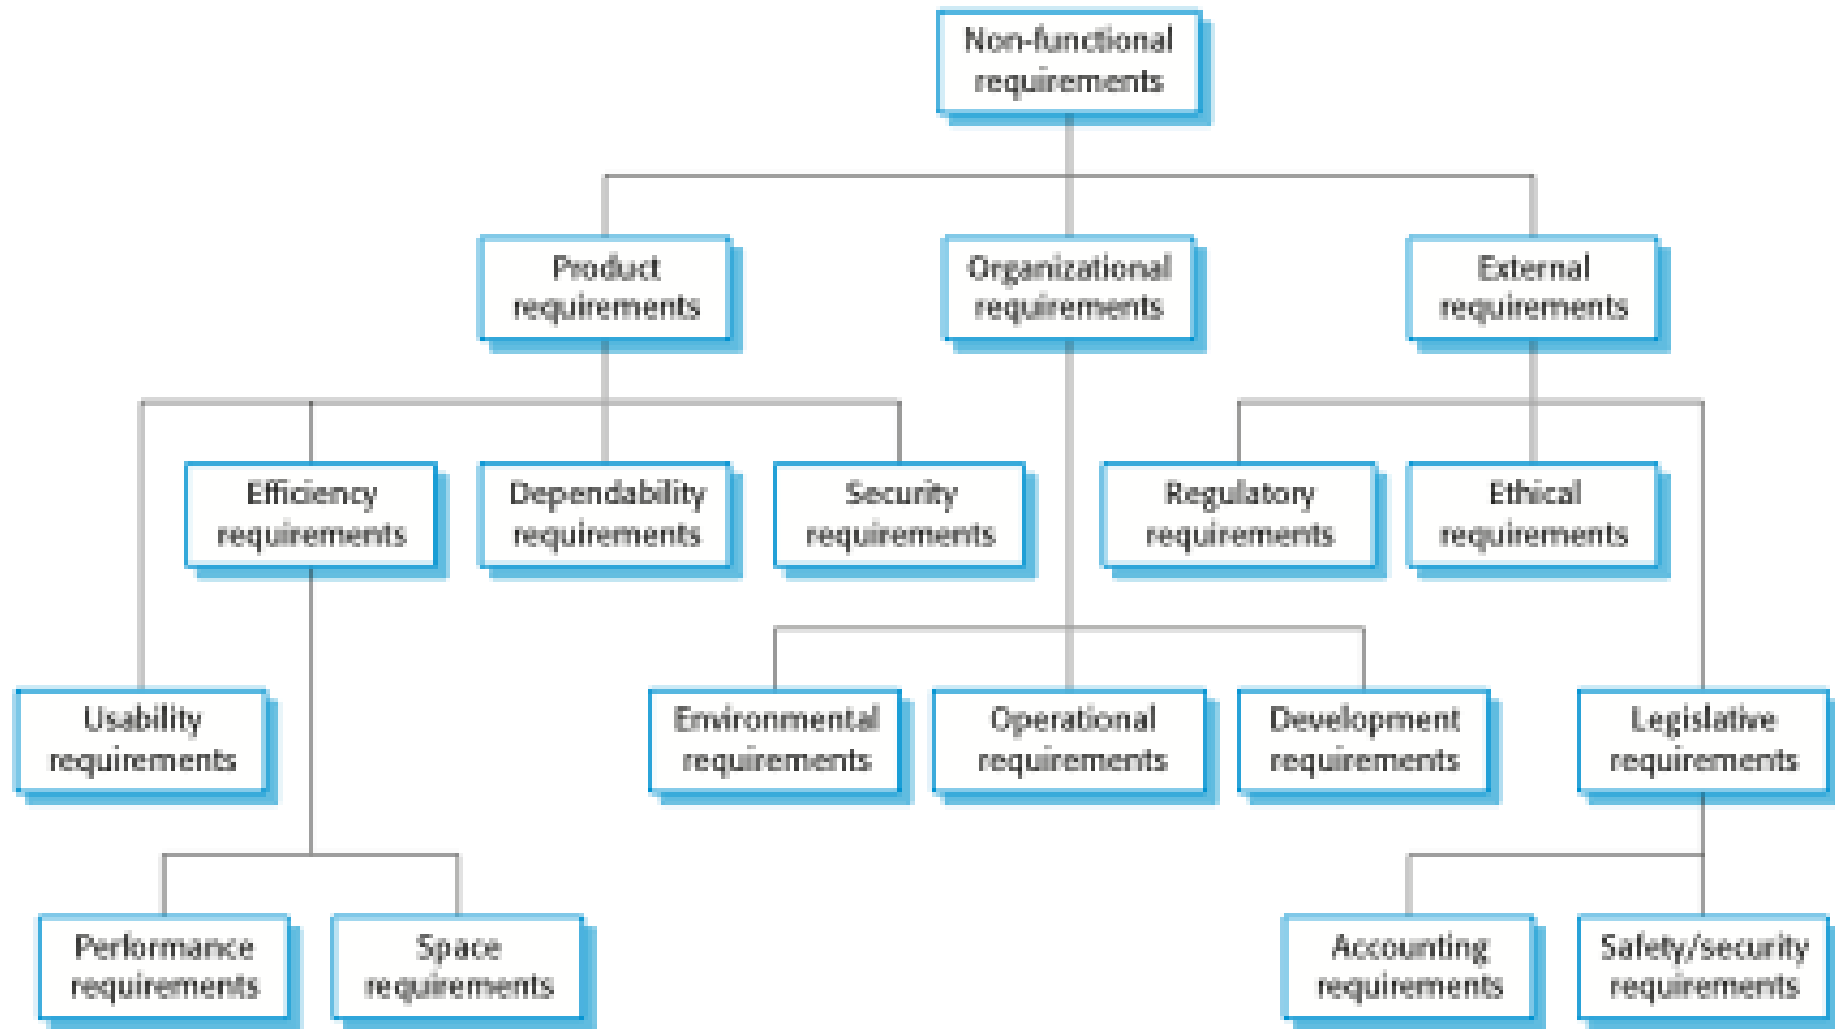 Non-functional
requirements
Product
requirements
Organizational
requirements
External
requirements
Efficiency
requirements
Dependability
requirements
Security
requirements
Regulatory
requirements
Ethical
requirements
Usability
requirements
Environmental
requirements
Operational
requirements
Development
requirements
Legislative
requirements
Performance
requirements
Space
requirements
Accounting
requirements
Safety/security
requirements